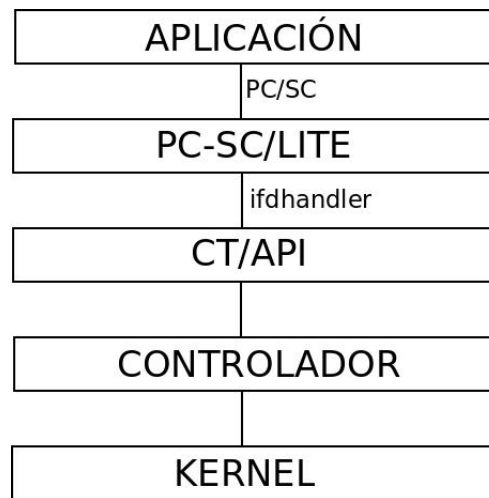 APLICACIÓN
PC/SC
PC-SC/LITE
ifdhandler
CT/API
CONTROLADOR
KERNEL